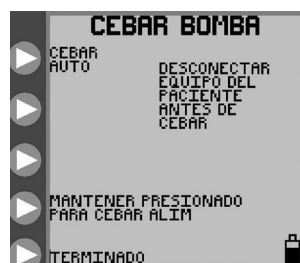 CEBAR BOMBA
CEBAR
AUTO
DESCONECTAR
EQUIPO DEL
PACIENTE
ANTES DE
CEBAR
MANTENER PRESIONADO
PARA CEBAR ALIM
TERMINADO